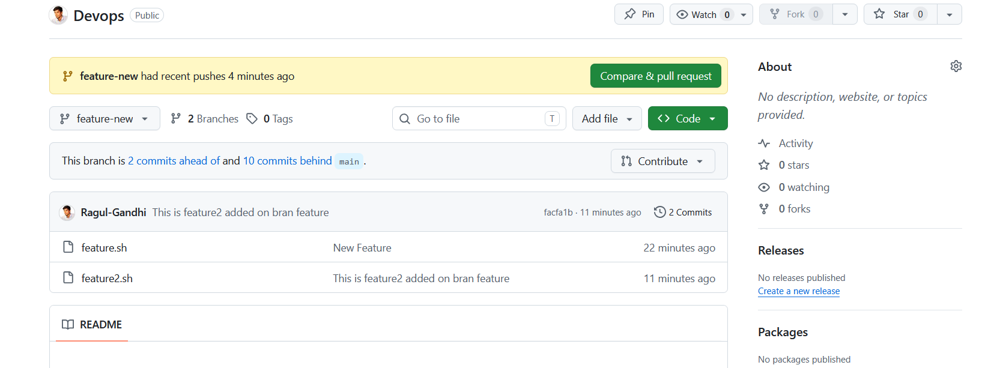 Devops Public Pin Watch 0 Fork 0 Star 0
feature-new had recent pushes 4 minutes ago Compare & pull request
feature-new 2 Branches 0 Tags Go to file T Add file Code
This branch is 2 commits ahead of and 10 commits behind main . Contribute
Ragul-Gandhi This is feature2 added on bran feature facfa1b · 11 minutes ago 2 Commits
feature.sh New Feature 22 minutes ago
feature2.sh This is feature2 added on bran feature 11 minutes ago
README
About
No description, website, or topics
provided.
Activity
0 stars
0 watching
0 forks
Releases
No releases published
Create a new release
Packages
No packages published